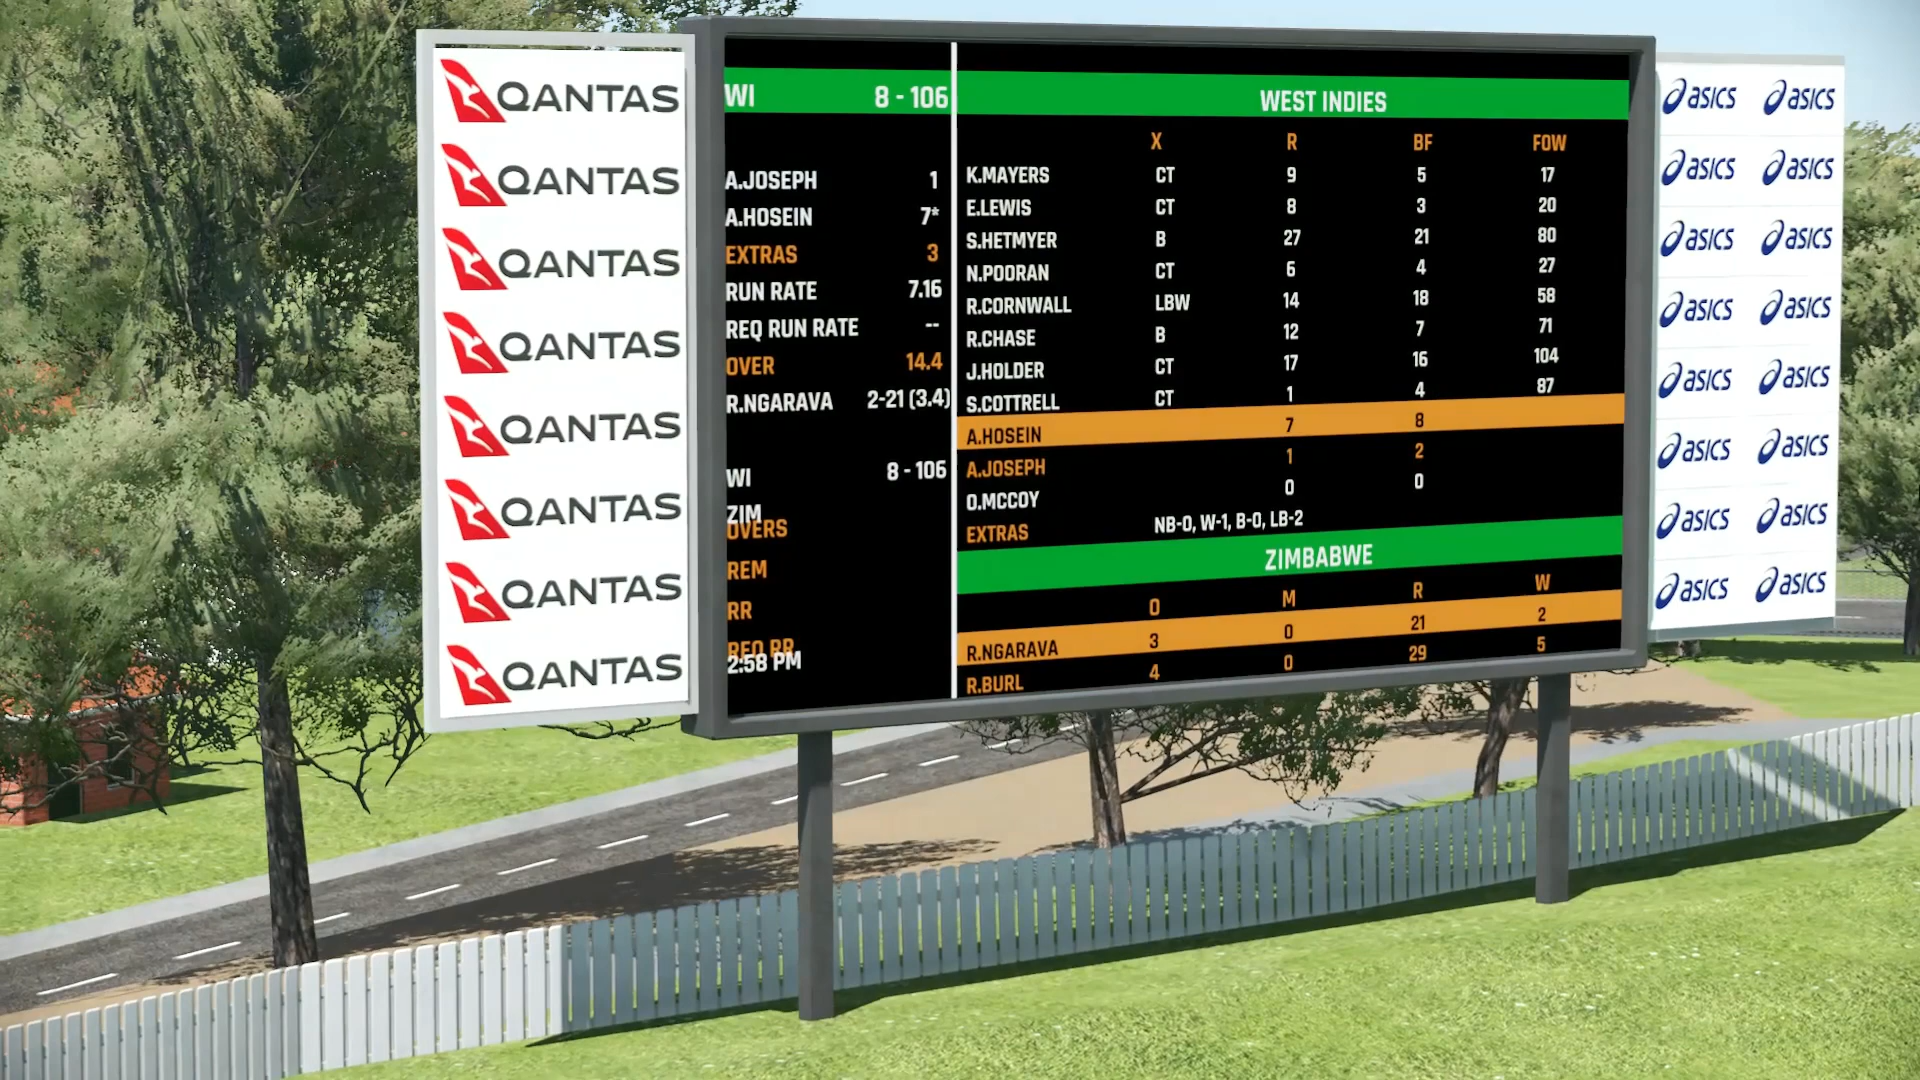 QANTAS
QANTAS
QANTAS
QANTAS
QANTAS
QANTAS
QANTAS
QANTAS
WI 8 - 106
A.JOSEPH 1
A.HOSEIN 7*
EXTRAS 3
RUN RATE 7.16
REQ RUN RATE --
OVER 14.4
R.NGARAVA 2-21 (3.4)
WI 8 - 106
ZIM
OVERS
REM
RR
REQ RR
2:58 PM
WEST INDIES
X R BF FOW
K.MAYERS CT 9 5 17
E.LEWIS CT 8 3 20
S.HETMYER B 27 21 80
N.POORAN CT 6 4 27
R.CORNWALL LBW 14 18 58
R.CHASE B 12 7 71
J.HOLDER CT 17 16 104
S.COTTRELL CT 1 4 87
A.HOSEIN 7 8
A.JOSEPH 1 2
O.MCCOY 0 0
EXTRAS NB-0, W-1, B-0, LB-2
ZIMBABWE
O M R W
R.NGARAVA 3 0 21 2
R.BURL 4 0 29 5
asics asics
asics asics
asics asics
asics asics
asics asics
asics asics
asics asics
asics asics